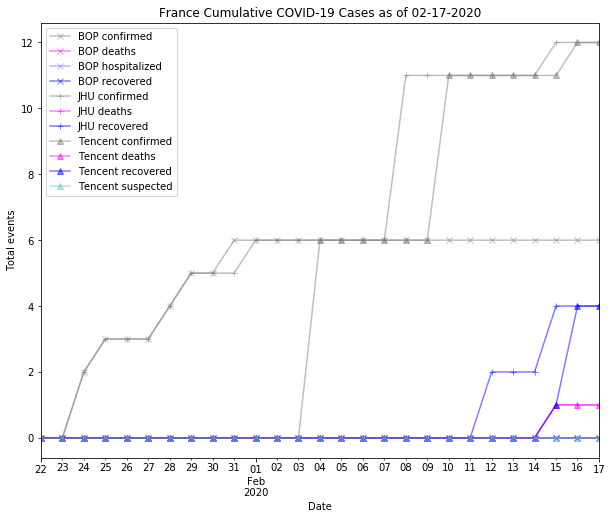 France Cumulative COVID-19 Cases as of 02-17-2020
BOP confirmed
BOP deaths
BOP hospitalized
BOP recovered
JHU confirmed
JHU deaths
JHU recovered
Tencent confirmed
Tencent deaths
Tencent recovered
Tencent suspected
12
10
8
6
4
2
0
Total events
22 23 24 25 26 27 28 29 30 31 01 02 03 04 05 06 07 08 09 10 11 12 13 14 15 16 17
Feb
2020
Date